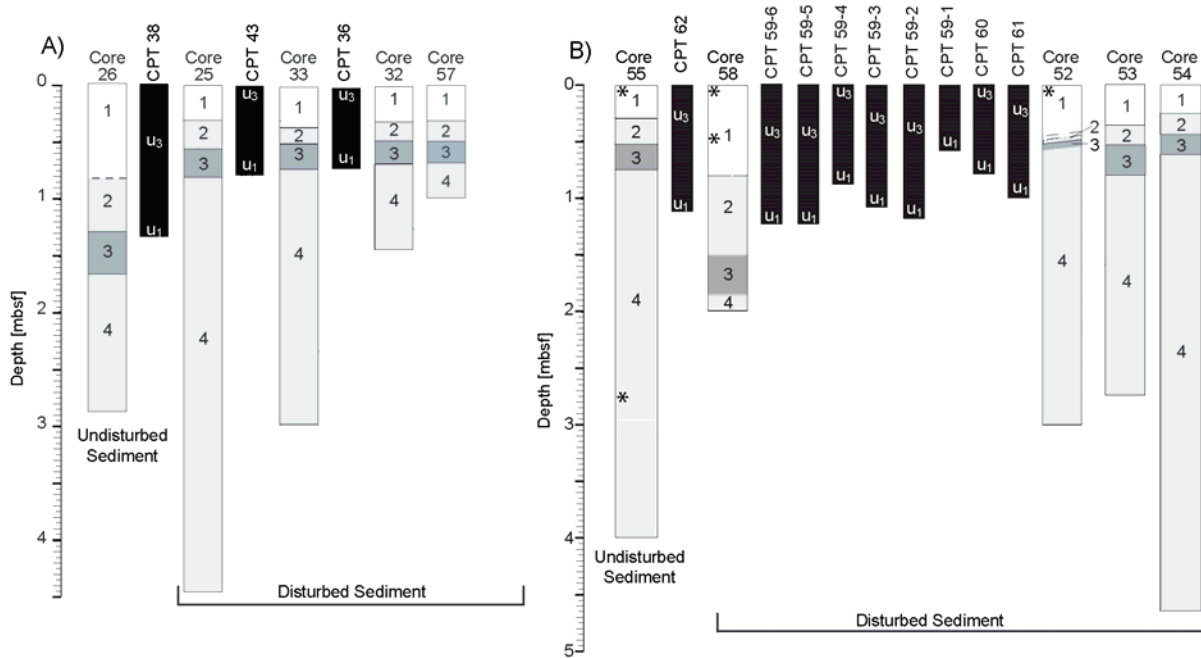 A)
Core
26
CPT 38
Core
25
CPT 43
Core
33
CPT 36
Core
32
Core
57
0
1
2
3
4
Depth [mbsf]
1
2
3
4
u3
u1
1
2
3
4
u3
u1
1
2
3
4
u3
u1
1
2
3
4
1
2
3
4
Undisturbed
Sediment
Disturbed Sediment
B)
Core
55
CPT 62
Core
58
CPT 59-6
CPT 59-5
CPT 59-4
CPT 59-3
CPT 59-2
CPT 59-1
CPT 60
CPT 61
Core
52
Core
53
Core
54
0
1
2
3
4
5
Depth [mbsf]
*
1
2
3
4
*
u3
u1
*
1
*
2
3
4
u3
u1
u3
u1
u3
u1
u3
u1
u3
u1
u1
u3
u1
u3
u1
*
1
2
3
4
1
2
3
4
1
2
3
4
Undisturbed
Sediment
Disturbed Sediment